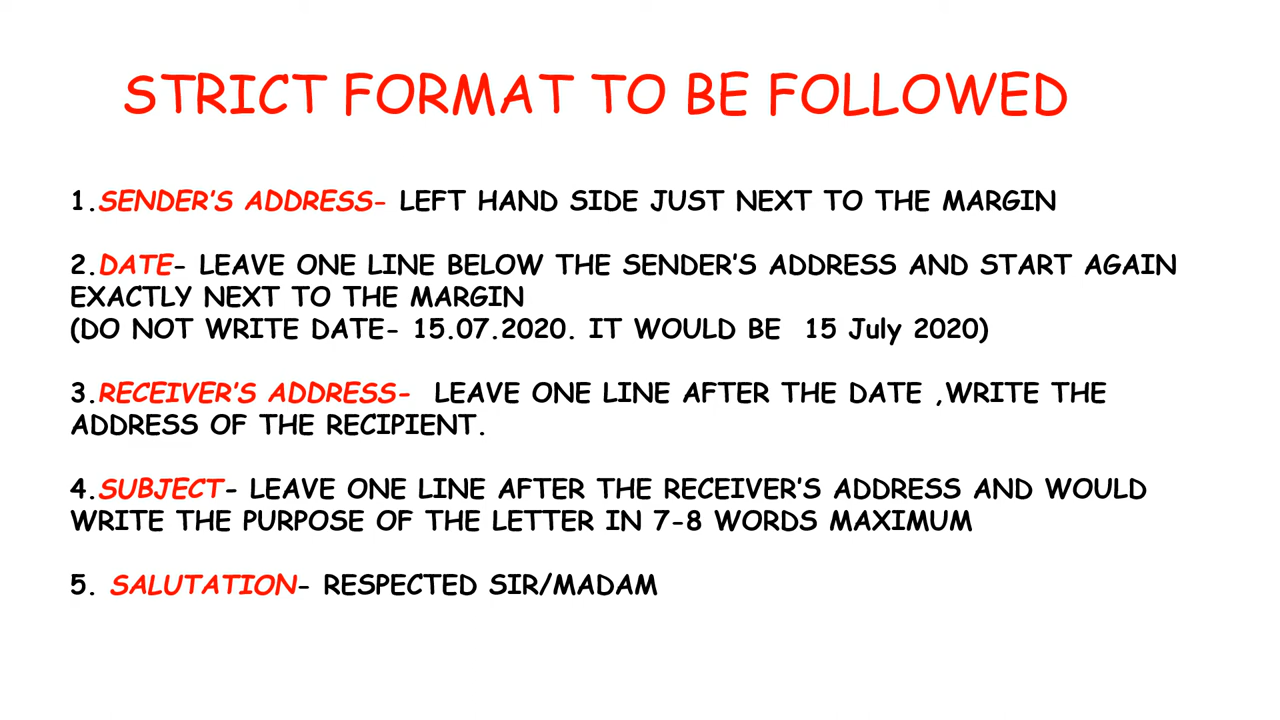 STRICT FORMAT TO BE FOLLOWED
1.SENDER'S ADDRESS- LEFT HAND SIDE JUST NEXT TO THE MARGIN
2.DATE- LEAVE ONE LINE BELOW THE SENDER'S ADDRESS AND START AGAIN
EXACTLY NEXT TO THE MARGIN
(DO NOT WRITE DATE- 15.07.2020. IT WOULD BE  15 July 2020)
3.RECEIVER'S ADDRESS-  LEAVE ONE LINE AFTER THE DATE ,WRITE THE
ADDRESS OF THE RECIPIENT.
4.SUBJECT- LEAVE ONE LINE AFTER THE RECEIVER'S ADDRESS AND WOULD
WRITE THE PURPOSE OF THE LETTER IN 7-8 WORDS MAXIMUM
5. SALUTATION- RESPECTED SIR/MADAM